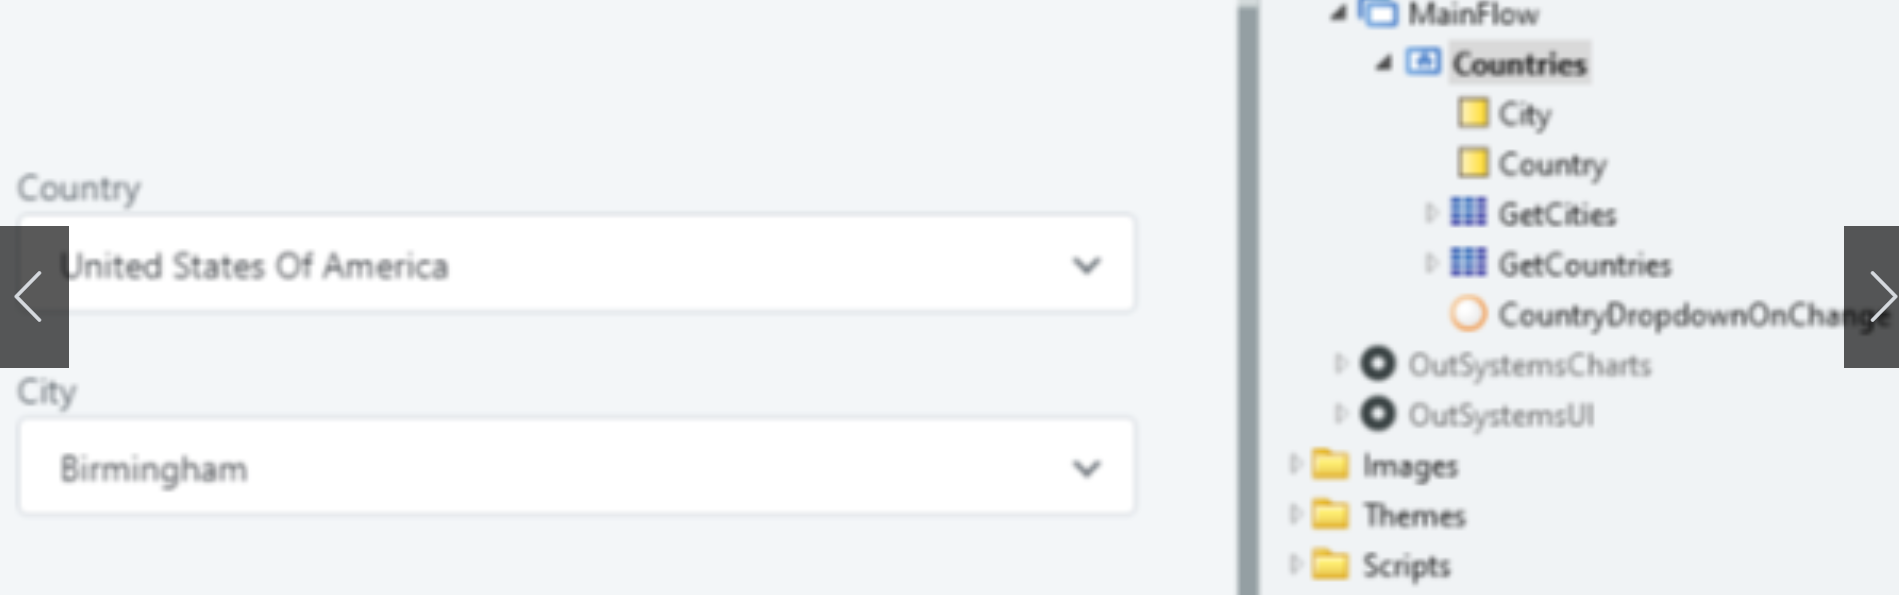 Country
United States Of America
City
Birmingham
MainFlow
Countries
City
Country
GetCities
GetCountries
CountryDropdownOnChange
OutSystemsCharts
OutSystemsUI
Images
Themes
Scripts